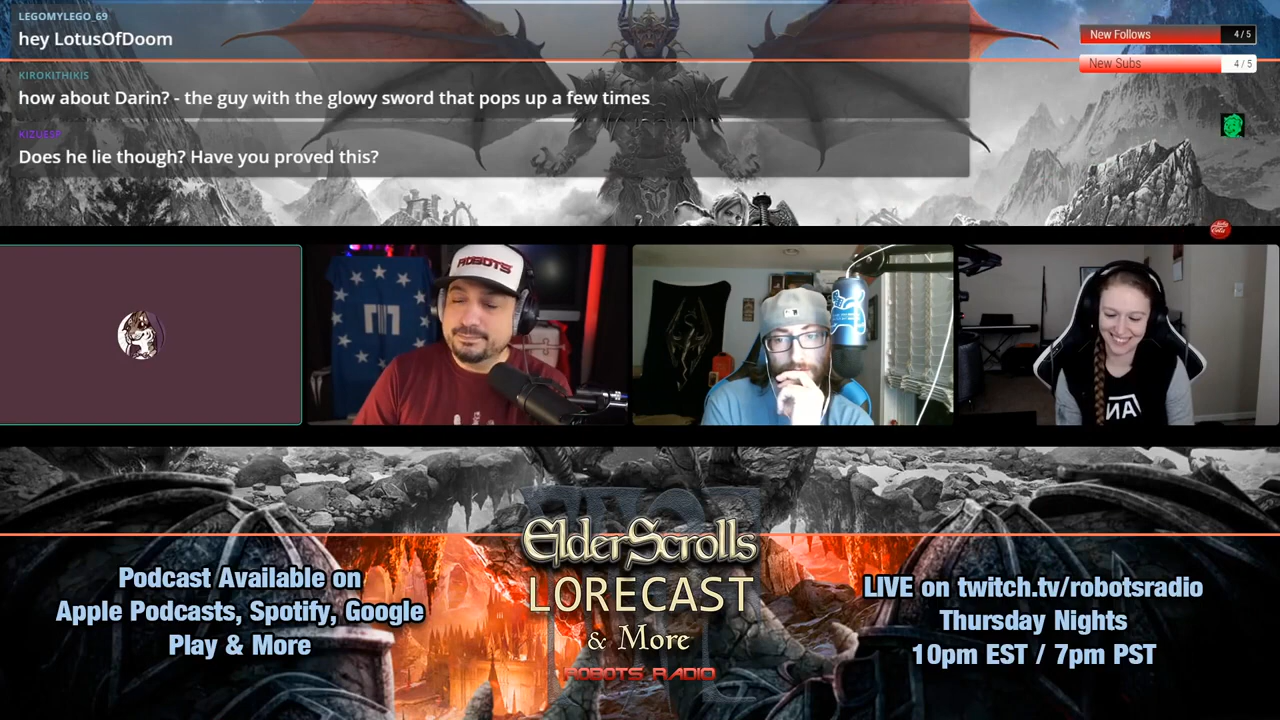 LEGOMYLEGO_69
hey LotusOfDoom
KIROKITHIKIS
how about Darin? - the guy with the glowy sword that pops up a few times
Does he lie though? Have you proved this?
New Follows 4 / 5
New Subs 4 / 5
ROBOTS
Elder Scrolls
LORECAST
& More
ROBOTS RADIO
Podcast Available on
Apple Podcasts, Spotify, Google
Play & More
LIVE on twitch.tv/robotsradio
Thursday Nights
10pm EST / 7pm PST